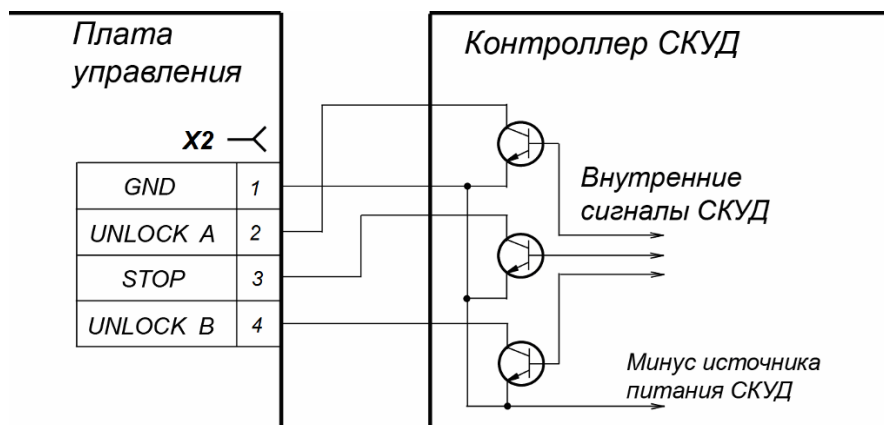 Плата
управления
X2
GND 1
UNLOCK A 2
STOP 3
UNLOCK B 4
Контроллер СКУД
Внутренние
сигналы СКУД
Минус источника
питания СКУД